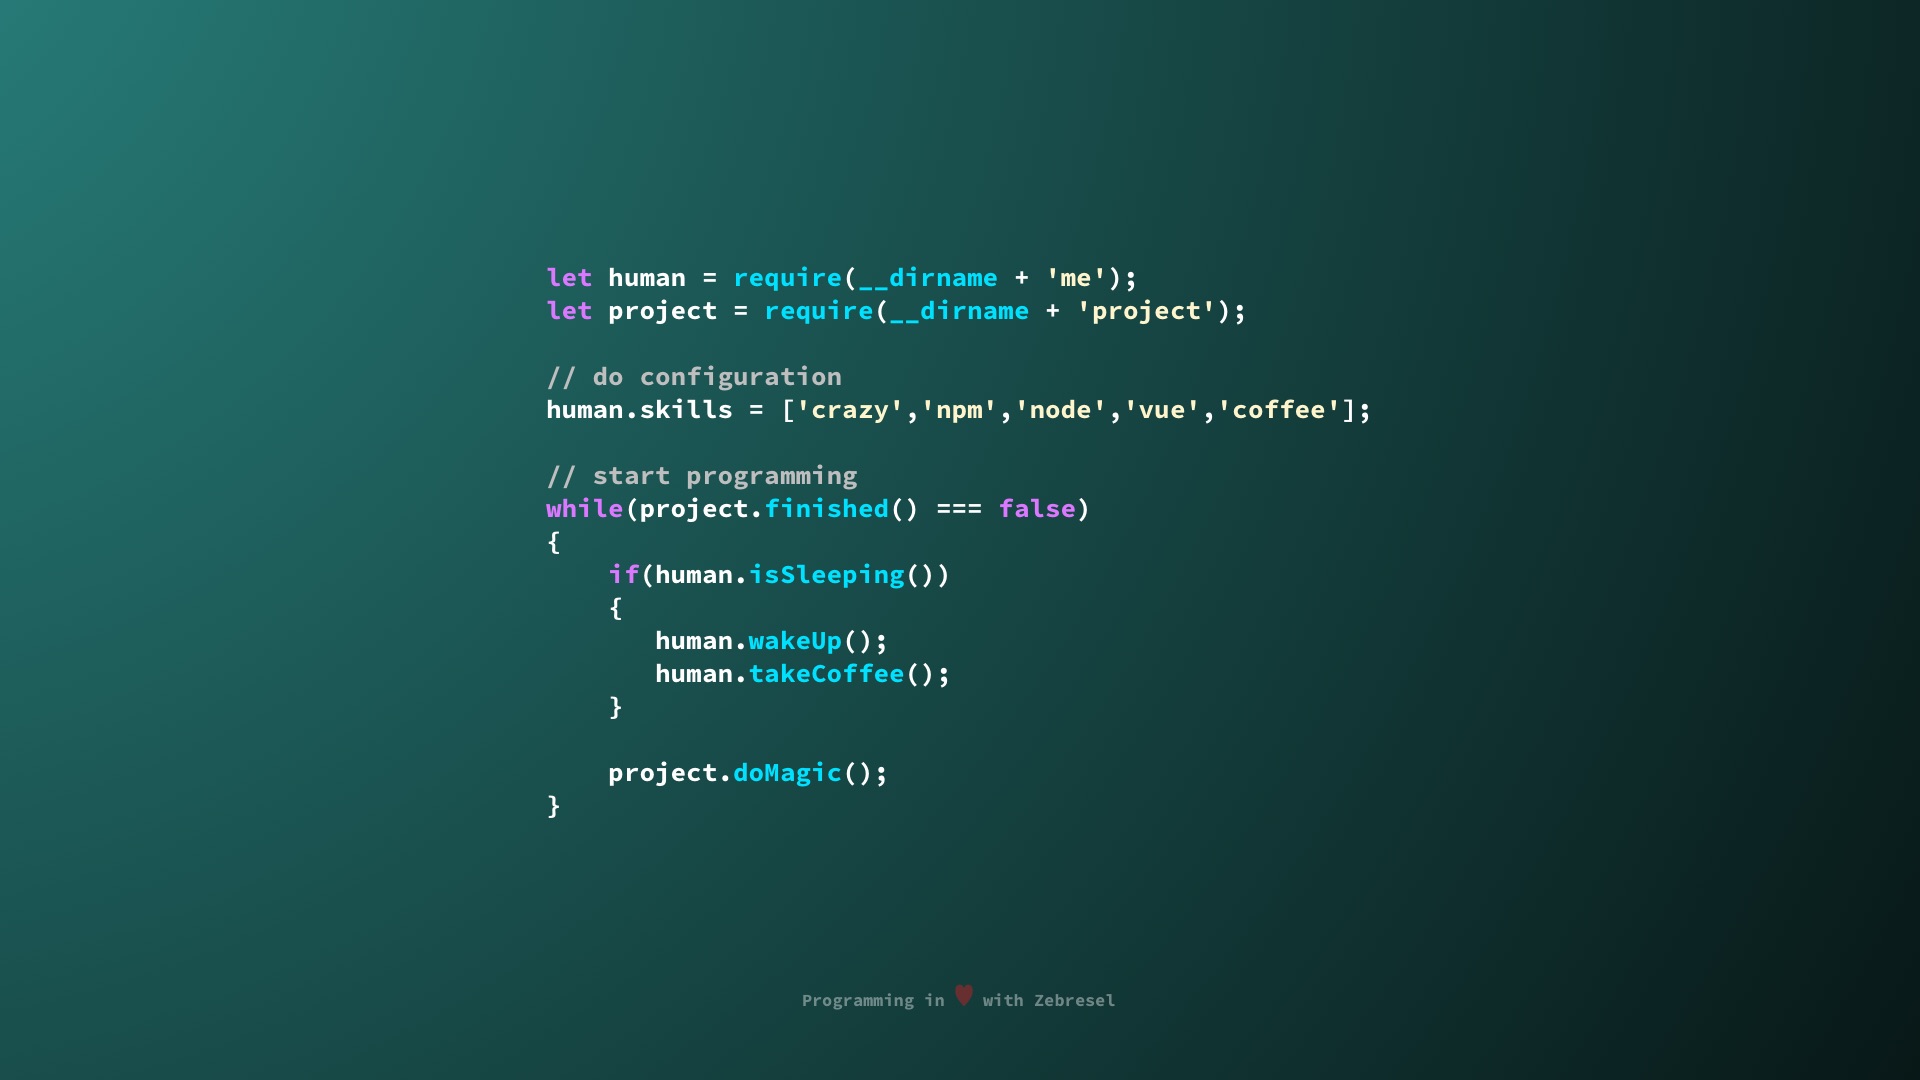 let human = require(__dirname + 'me');
let project = require(__dirname + 'project');

// do configuration
human.skills = ['crazy','npm','node','vue','coffee'];

// start programming
while(project.finished() === false)
{
    if(human.isSleeping())
    {
       human.wakeUp();
       human.takeCoffee();
    }

    project.doMagic();
}
Programming in ♥ with Zebresel